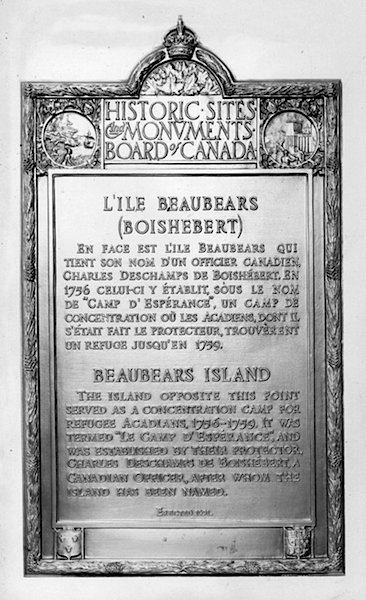 HISTORIC·SITES
and MONVMENTS·
BOARD of CANADA
L'ILE BEAUBEARS
(BOISHEBERT)
EN FACE EST L'ILE BEAUBEARS QUI
TIENT SON NOM D'UN OFFICIER CANADIEN,
CHARLES DESCHAMPS DE BOISHÉBERT. EN
1756 CELUI-CI Y ÉTABLIT, SOUS LE NOM
DE "CAMP D'ESPÉRANCE", UN CAMP DE
CONCENTRATION OÙ LES ACADIENS, DONT IL
S'ÉTAIT FAIT LE PROTECTEUR, TROUVÈRENT
UN REFUGE JUSQU'EN 1759.
BEAUBEARS ISLAND
THE ISLAND OPPOSITE THIS POINT
SERVED AS A CONCENTRATION CAMP FOR
REFUGEE ACADIANS, 1756-1759. IT WAS
TERMED "LE CAMP D'ESPERANCE", AND
WAS ESTABLISHED BY THEIR PROTECTOR,
CHARLES DESCHAMPS DE BOISHÉBERT, A
CANADIAN OFFICER, AFTER WHOM THE
ISLAND HAS BEEN NAMED.